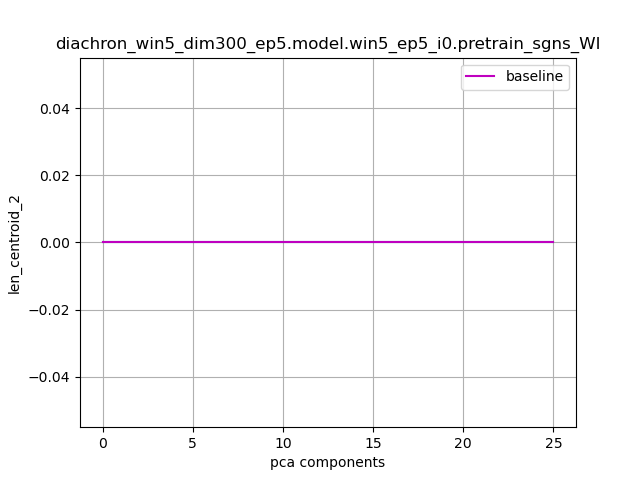 diachron_win5_dim300_ep5.model.win5_ep5_i0.pretrain_sgns_WI
baseline
0.04
0.02
0.00
−0.02
−0.04
len_centroid_2
0
5
10
15
20
25
pca components